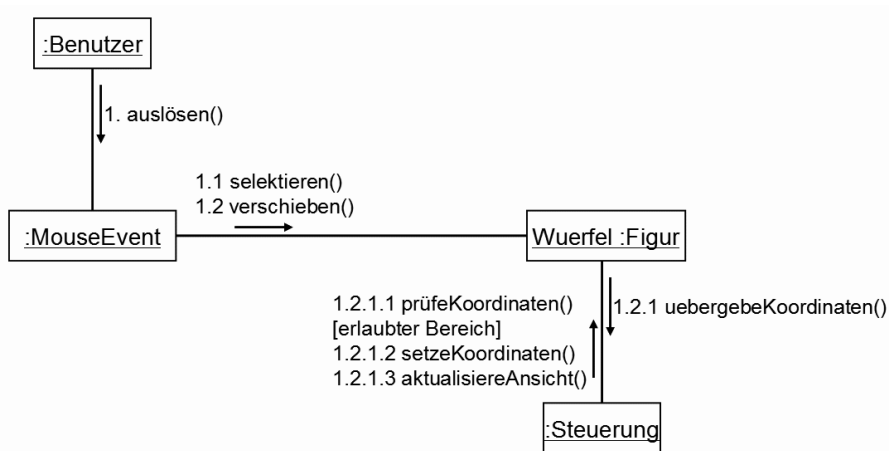 :Benutzer
1. auslösen()
1.1 selektieren()
1.2 verschieben()
:MouseEvent
Wuerfel :Figur
1.2.1.1 prüfeKoordinaten()
[erlaubter Bereich]
1.2.1.2 setzeKoordinaten()
1.2.1.3 aktualisiereAnsicht()
1.2.1 uebergebeKoordinaten()
:Steuerung